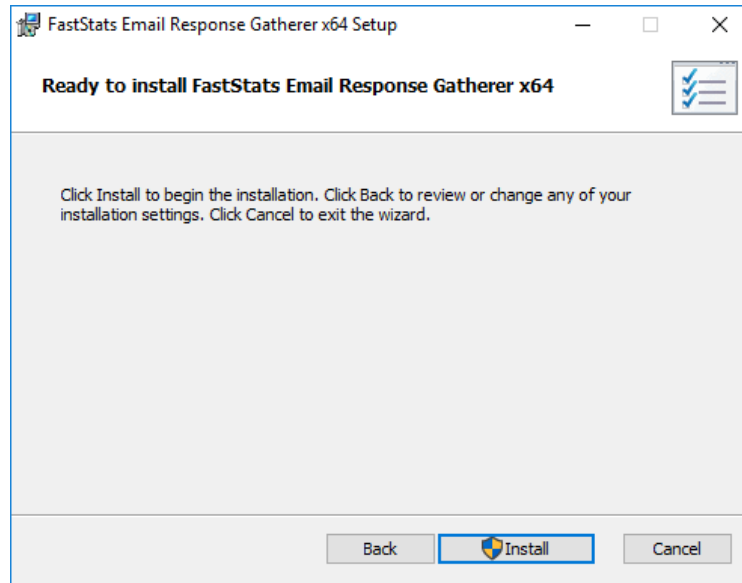 FastStats Email Response Gatherer x64 Setup
Ready to install FastStats Email Response Gatherer x64
Click Install to begin the installation. Click Back to review or change any of your
installation settings. Click Cancel to exit the wizard.
Back Install Cancel